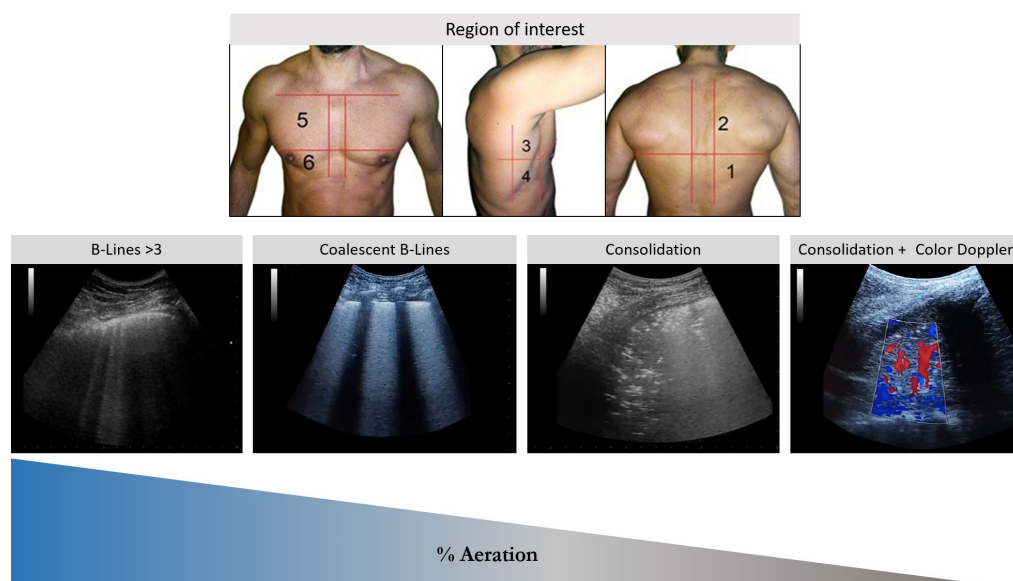 Region of interest
5
6
3
4
2
1
B-Lines >3
Coalescent B-Lines
Consolidation
Consolidation + Color Doppler
% Aeration